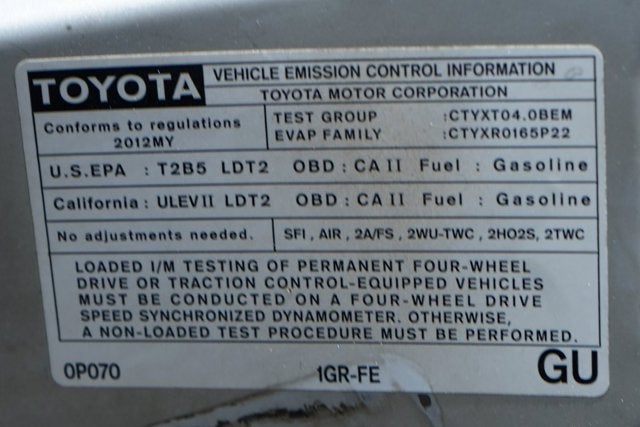 TOYOTA
VEHICLE EMISSION CONTROL INFORMATION
TOYOTA MOTOR CORPORATION
Conforms to regulations
2012MY
TEST GROUP :CTYXT04.0BEM
EVAP FAMILY :CTYXR0165P22
U.S.EPA : T2B5 LDT2 OBD : CA II Fuel : Gasoline
California : ULEVII LDT2 OBD : CA II Fuel : Gasoline
No adjustments needed.
SFI , AIR , 2A/FS , 2WU-TWC , 2HO2S, 2TWC
LOADED I/M TESTING OF PERMANENT FOUR-WHEEL
DRIVE OR TRACTION CONTROL-EQUIPPED VEHICLES
MUST BE CONDUCTED ON A FOUR-WHEEL DRIVE
SPEED SYNCHRONIZED DYNAMOMETER. OTHERWISE,
A NON-LOADED TEST PROCEDURE MUST BE PERFORMED.
0P070 1GR-FE GU